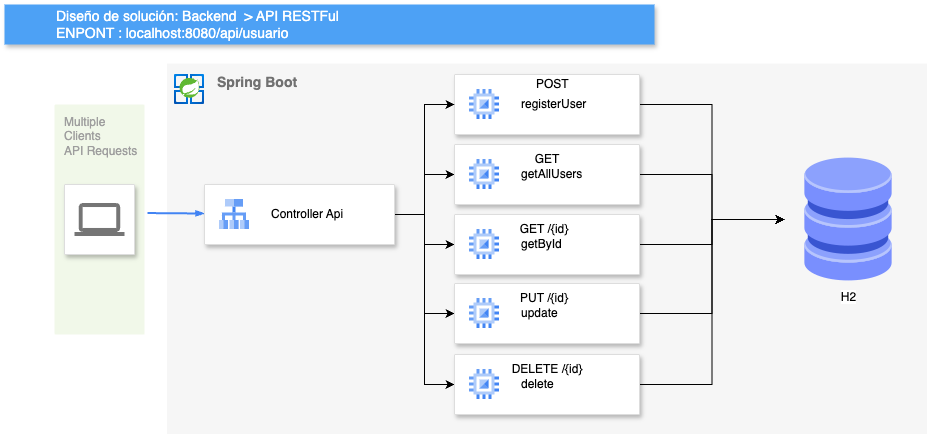 Diseño de solución: Backend > API RESTFul
ENPONT : localhost:8080/api/usuario
Spring Boot
Multiple
Clients
API Requests
Controller Api
POST
registerUser
GET
getAllUsers
GET /{id}
getById
PUT /{id}
update
DELETE /{id}
delete
H2